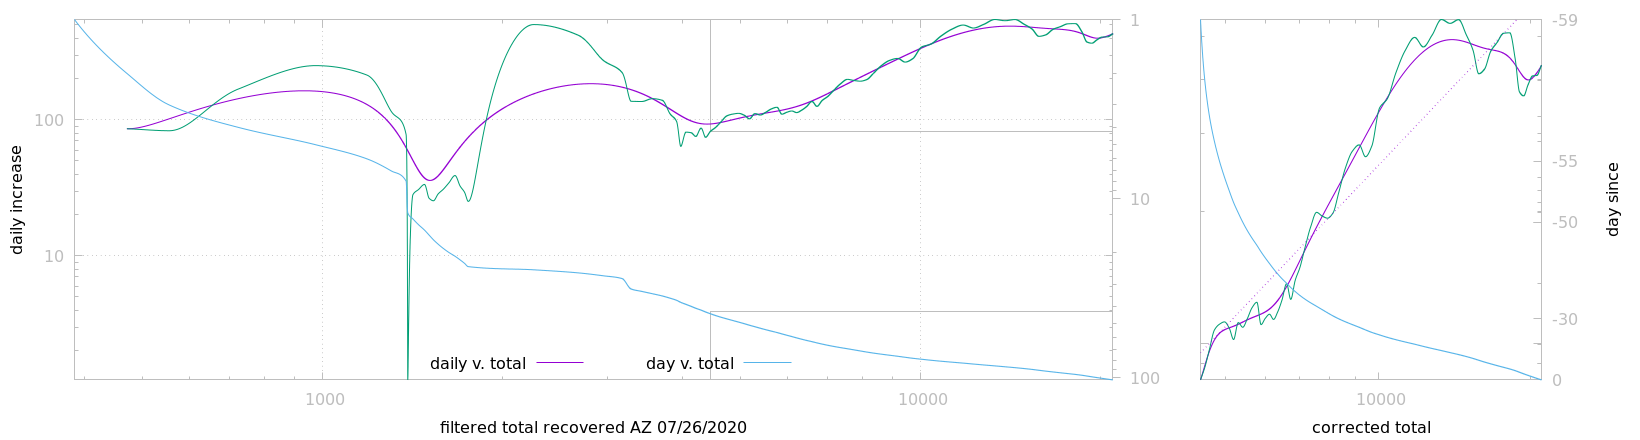 daily increase
100
10
1
10
100
daily v. total
day v. total
1000
10000
filtered total recovered AZ 07/26/2020
-59
-55
-50
-30
0
day since
10000
corrected total